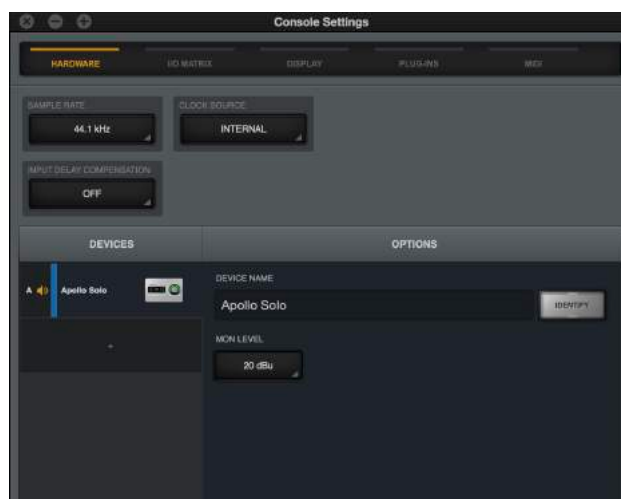 Console Settings
HARDWARE I/O MATRIX DISPLAY PLUG-INS MIDI
SAMPLE RATE CLOCK SOURCE
44.1 kHz INTERNAL
INPUT DELAY COMPENSATION
OFF
DEVICES OPTIONS
DEVICE NAME
A Apollo Solo
Apollo Solo IDENTIFY
MON LEVEL
-
20 dBu